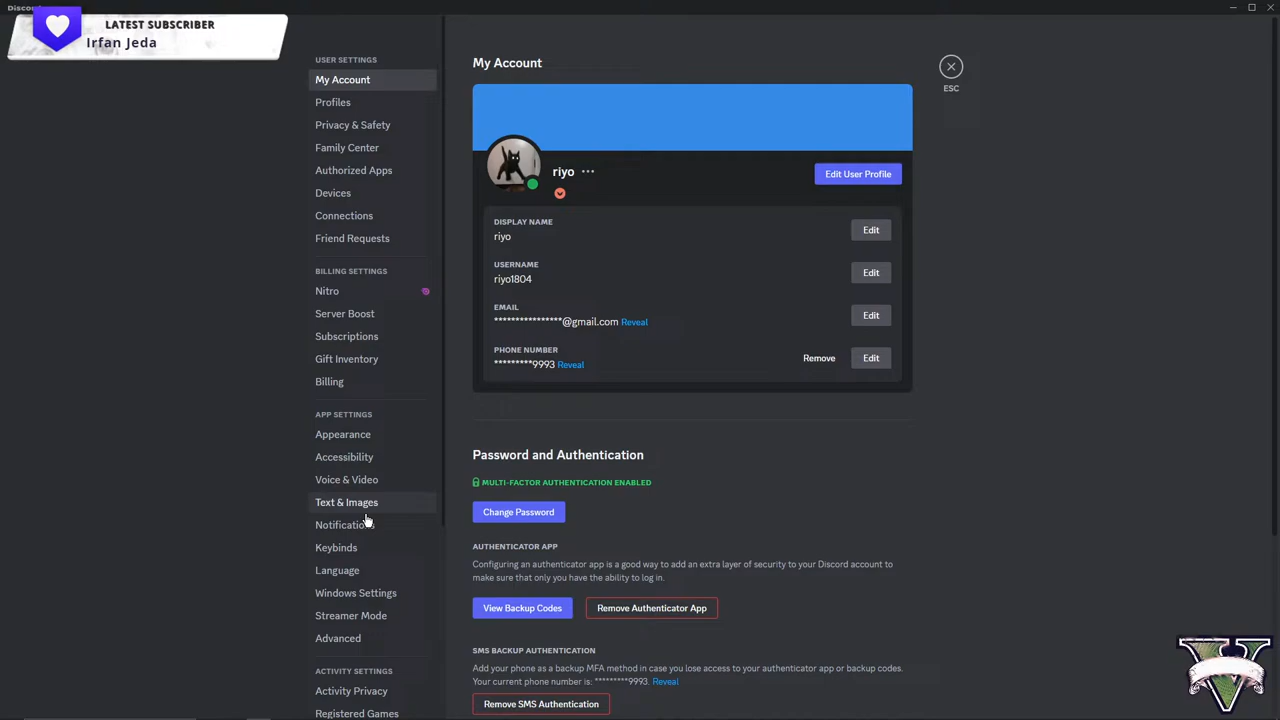 Discord
LATEST SUBSCRIBER
Irfan Jeda
USER SETTINGS
My Account
Profiles
Privacy & Safety
Family Center
Authorized Apps
Devices
Connections
Friend Requests
BILLING SETTINGS
Nitro
Server Boost
Subscriptions
Gift Inventory
Billing
APP SETTINGS
Appearance
Accessibility
Voice & Video
Text & Images
Notifications
Keybinds
Language
Windows Settings
Streamer Mode
Advanced
ACTIVITY SETTINGS
Activity Privacy
Registered Games
My Account
ESC
riyo
Edit User Profile
DISPLAY NAME
riyo
Edit
USERNAME
riyo1804
Edit
EMAIL
****************@gmail.com Reveal
Edit
PHONE NUMBER
*********9993 Reveal
Remove
Edit
Password and Authentication
MULTI-FACTOR AUTHENTICATION ENABLED
Change Password
AUTHENTICATOR APP
Configuring an authenticator app is a good way to add an extra layer of security to your Discord account to
make sure that only you have the ability to log in.
View Backup Codes
Remove Authenticator App
SMS BACKUP AUTHENTICATION
Add your phone as a backup MFA method in case you lose access to your authenticator app or backup codes.
Your current phone number is: *********9993. Reveal
Remove SMS Authentication
V